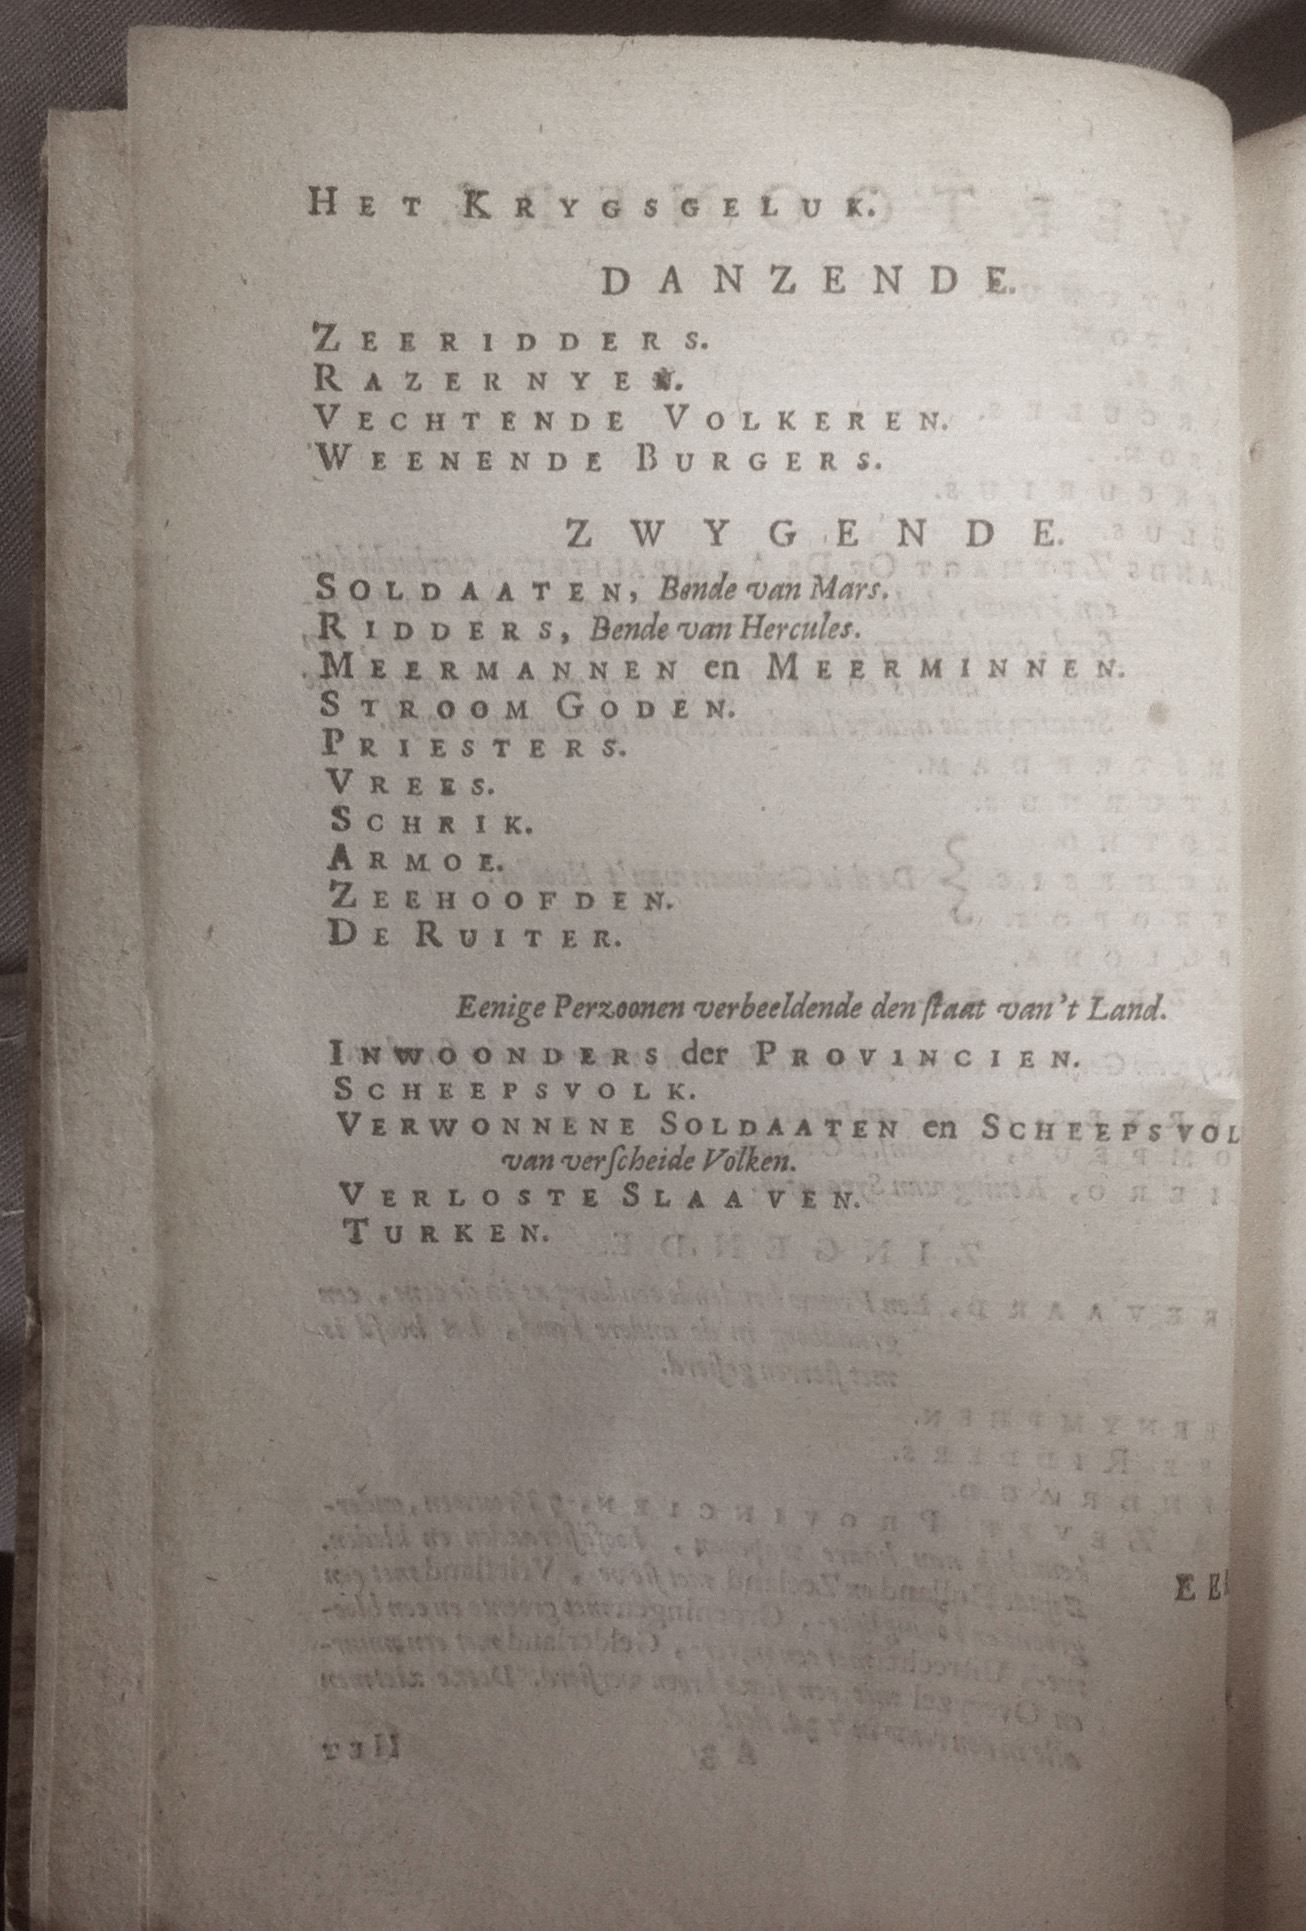 HET KRYGSGELUK.
DANZENDE.
ZEERIDDERS.
RAZERNYEN.
VECHTENDE VOLKEREN.
WEENENDE BURGERS.
ZWYGENDE.
SOLDAATEN, Bende van Mars.
RIDDERS, Bende van Hercules.
MEERMANNEN en MEERMINNEN.
STROOM GODEN.
PRIESTERS.
VREES.
SCHRIK.
ARMOE.
ZEEHOOFDEN.
DE RUITER.
Eenige Perzoonen verbeeldende den ſtaat van't Land.
INWOONDERS der PROVINCIEN.
SCHEEPSVOLK.
VERWONNENE SOLDAATEN en SCHEEPSVOL
van verſcheide Volken.
VERLOSTE SLAAVEN.
TURKEN.